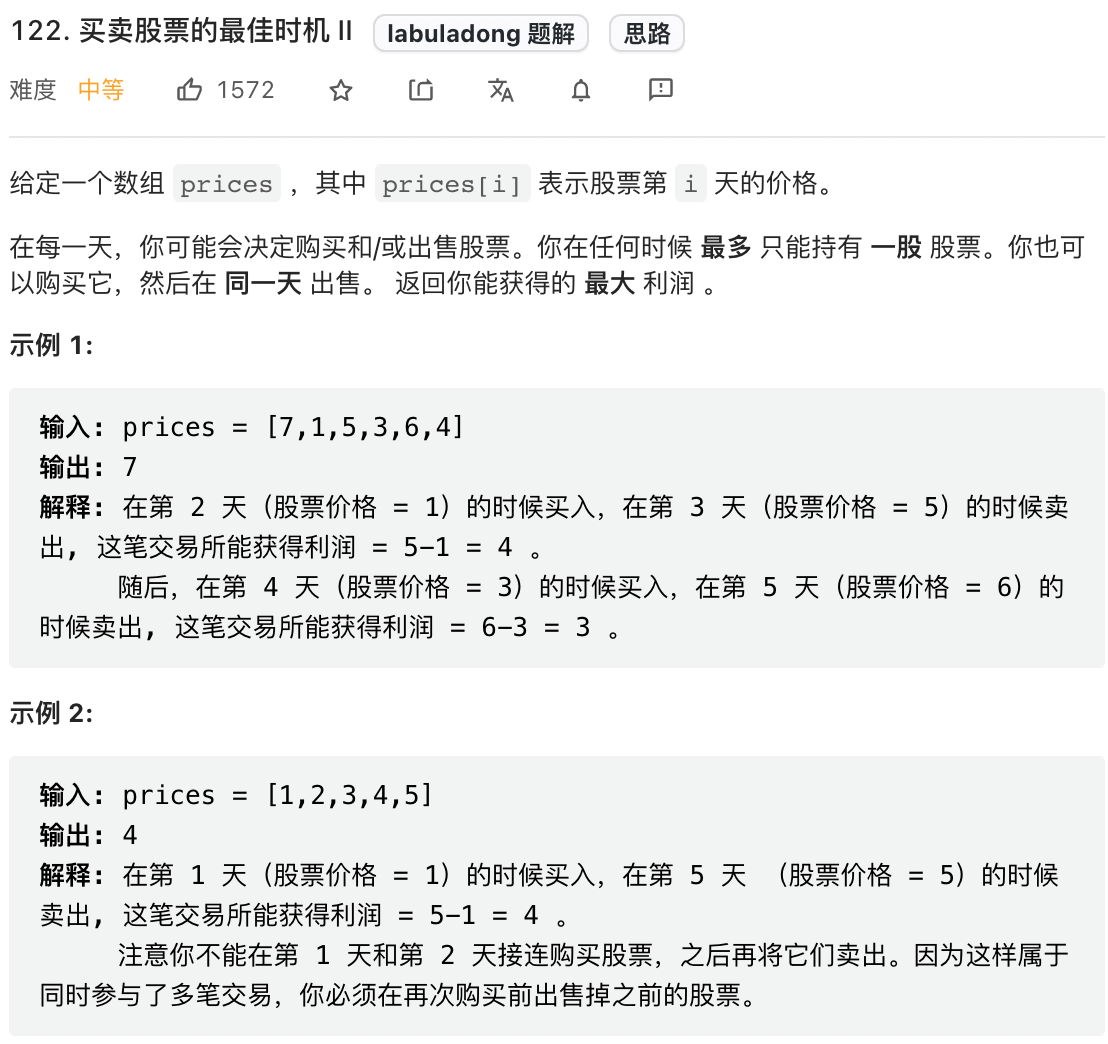 122. 买卖股票的最佳时机 II labuladong 题解 思路
难度 中等 1572
给定一个数组 prices ，其中 prices[i] 表示股票第 i 天的价格。
在每一天，你可能会决定购买和/或出售股票。你在任何时候 最多 只能持有 一股 股票。你也可
以购买它，然后在 同一天 出售。 返回你能获得的 最大 利润 。
示例 1:
输入: prices = [7,1,5,3,6,4]
输出: 7
解释: 在第 2 天（股票价格 = 1）的时候买入，在第 3 天（股票价格 = 5）的时候卖
出, 这笔交易所能获得利润 = 5-1 = 4 。
随后，在第 4 天（股票价格 = 3）的时候买入，在第 5 天（股票价格 = 6）的
时候卖出, 这笔交易所能获得利润 = 6-3 = 3 。
示例 2:
输入: prices = [1,2,3,4,5]
输出: 4
解释: 在第 1 天（股票价格 = 1）的时候买入，在第 5 天 （股票价格 = 5）的时候
卖出, 这笔交易所能获得利润 = 5-1 = 4 。
注意你不能在第 1 天和第 2 天接连购买股票，之后再将它们卖出。因为这样属于
同时参与了多笔交易，你必须在再次购买前出售掉之前的股票。